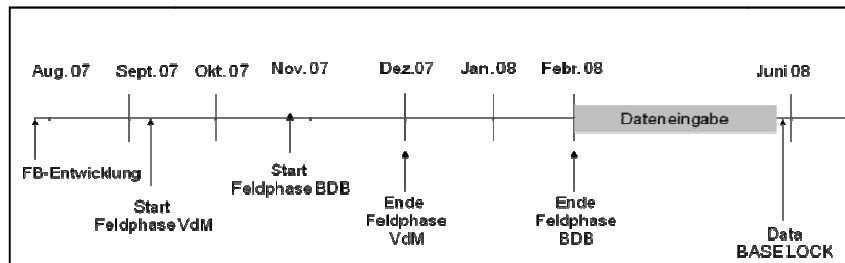 Aug. 07 Sept. 07 Okt. 07 Nov. 07 Dez. 07 Jan. 08 Febr. 08 Juni 08
Dateneingabe
FB-Entwicklung
Start
Feldphase VdM
Start
Feldphase BDB
Ende
Feldphase
VdM
Ende
Feldphase
BDB
Data
BASE LOCK